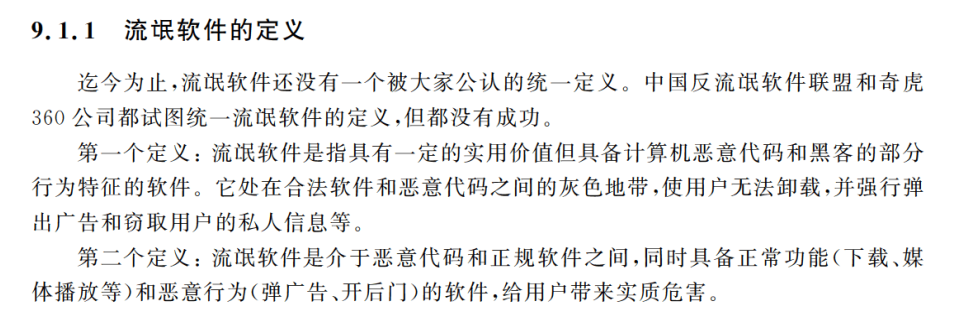 9.1.1 流氓软件的定义
迄今为止,流氓软件还没有一个被大家公认的统一定义。中国反流氓软件联盟和奇虎
360公司都试图统一流氓软件的定义,但都没有成功。
第一个定义: 流氓软件是指具有一定的实用价值但具备计算机恶意代码和黑客的部分
行为特征的软件。它处在合法软件和恶意代码之间的灰色地带,使用户无法卸载,并强行弹
出广告和窃取用户的私人信息等。
第二个定义: 流氓软件是介于恶意代码和正规软件之间,同时具备正常功能(下载、媒
体播放等)和恶意行为(弹广告、开后门)的软件,给用户带来实质危害。